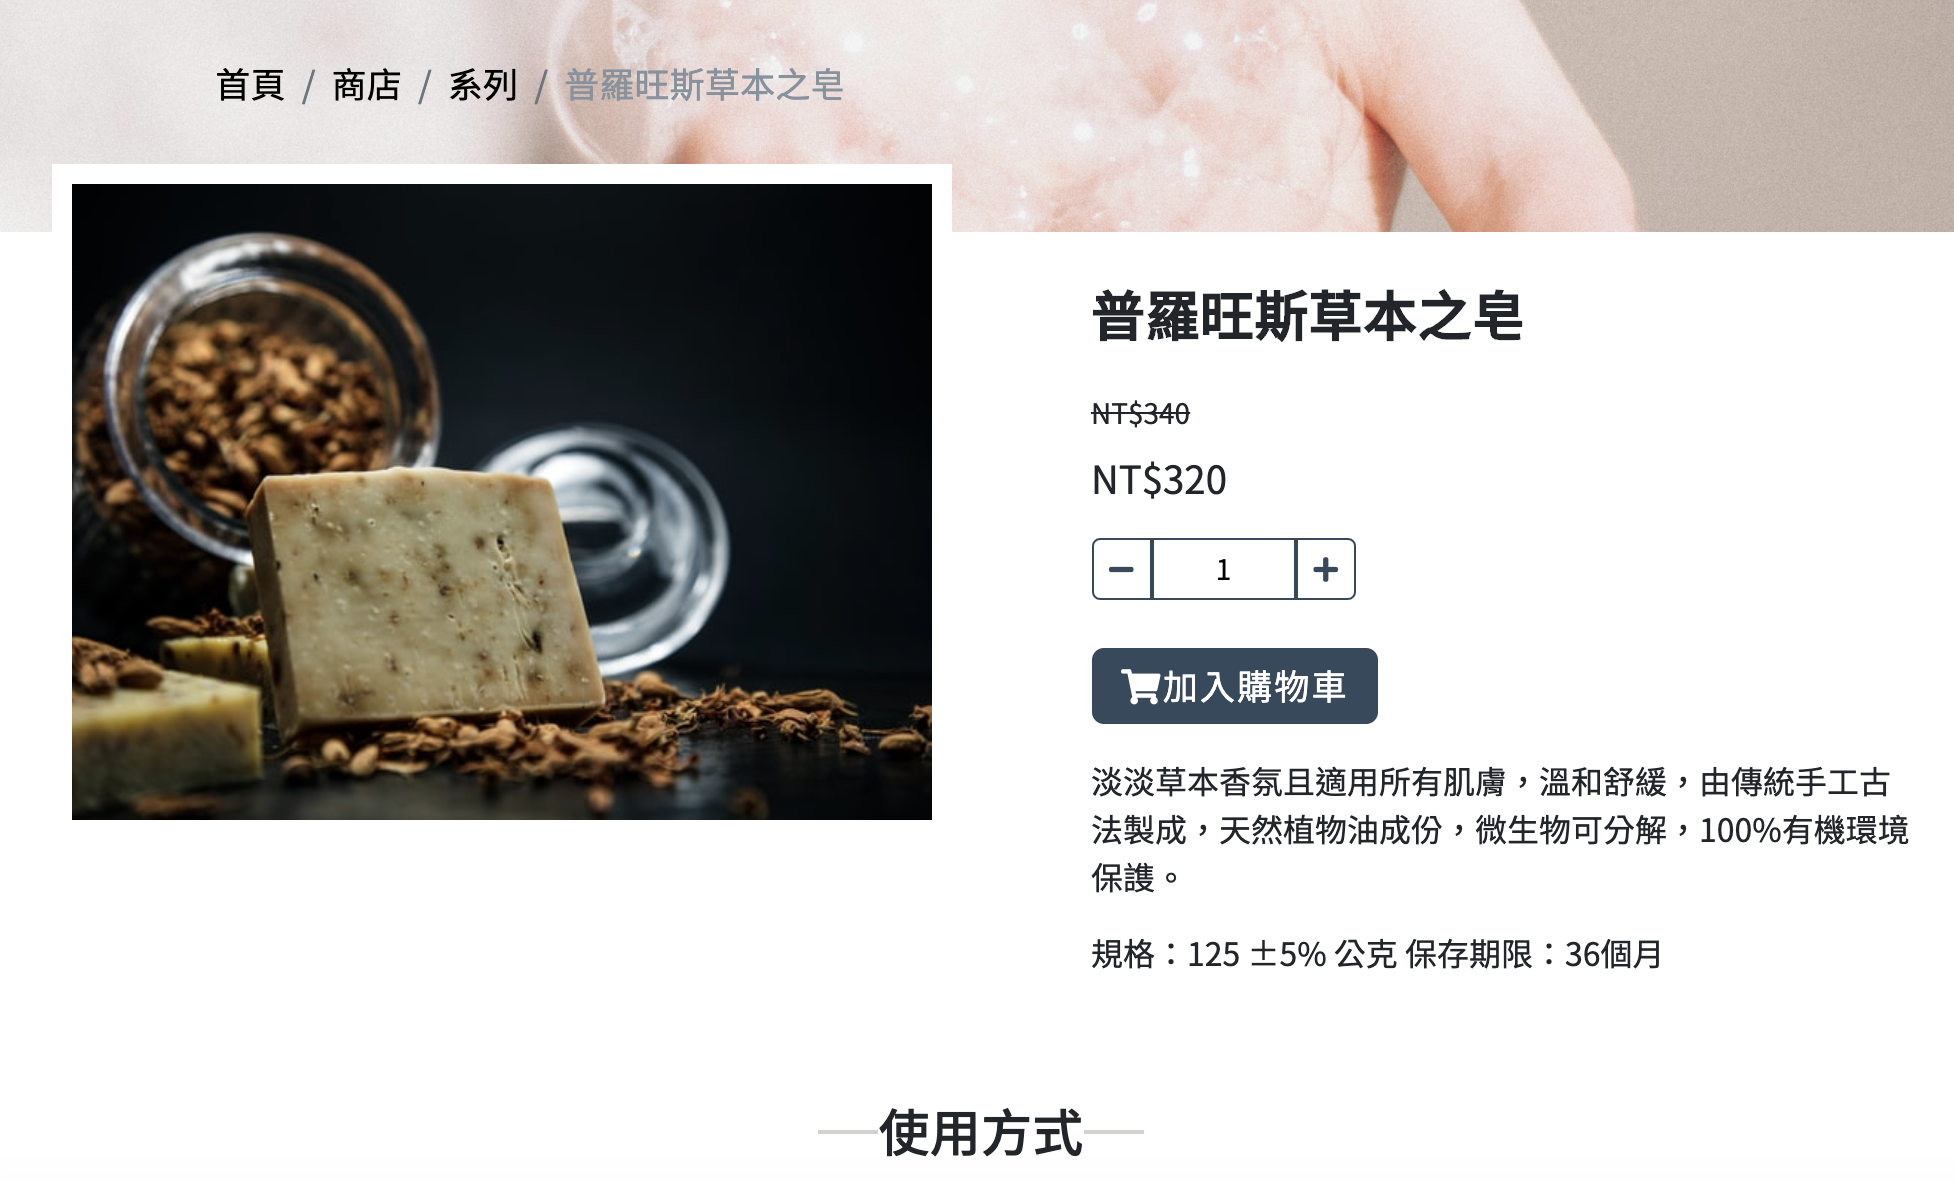 首頁 / 商店 / 系列 / 普羅旺斯草本之皂
普羅旺斯草本之皂
NT$340
NT$320
1
加入購物車
淡淡草本香氛且適用所有肌膚，溫和舒緩，由傳統手工古
法製成，天然植物油成份，微生物可分解，100%有機環境
保護。
規格：125 ±5% 公克 保存期限：36個月
使用方式